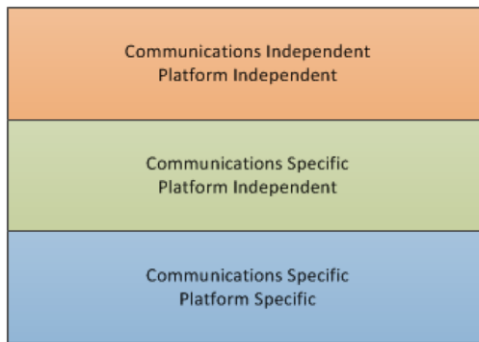 Communications Independent
Platform Independent
Communications Specific
Platform Independent
Communications Specific
Platform Specific